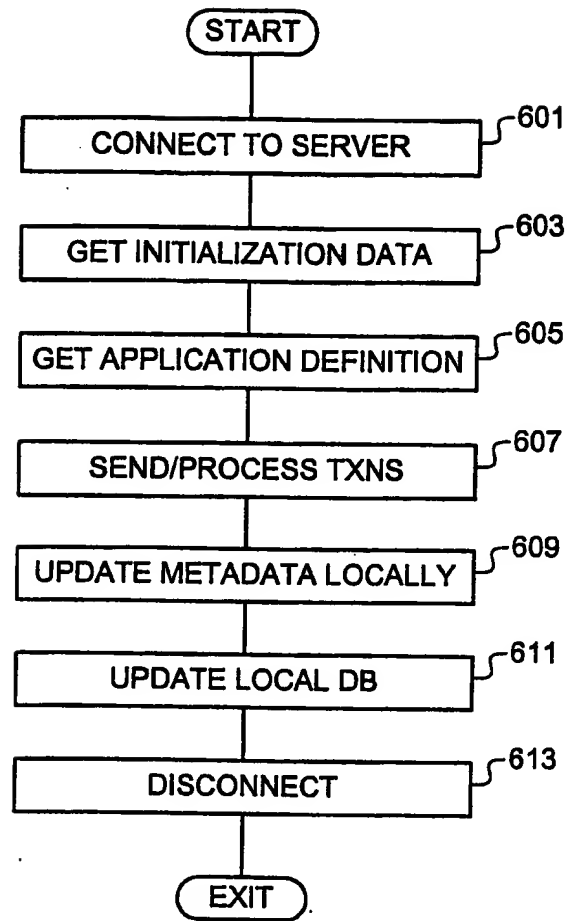 START
CONNECT TO SERVER
601
GET INITIALIZATION DATA
603
GET APPLICATION DEFINITION
605
SEND/PROCESS TXNS
607
UPDATE METADATA LOCALLY
609
UPDATE LOCAL DB
611
DISCONNECT
613
EXIT